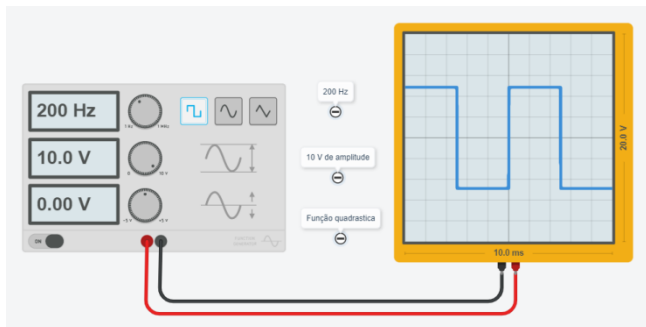 200 Hz
10.0 V
0.00 V
ON
200 Hz
10 V de amplitude
Função quadrastica
20.0 V
10.0 ms